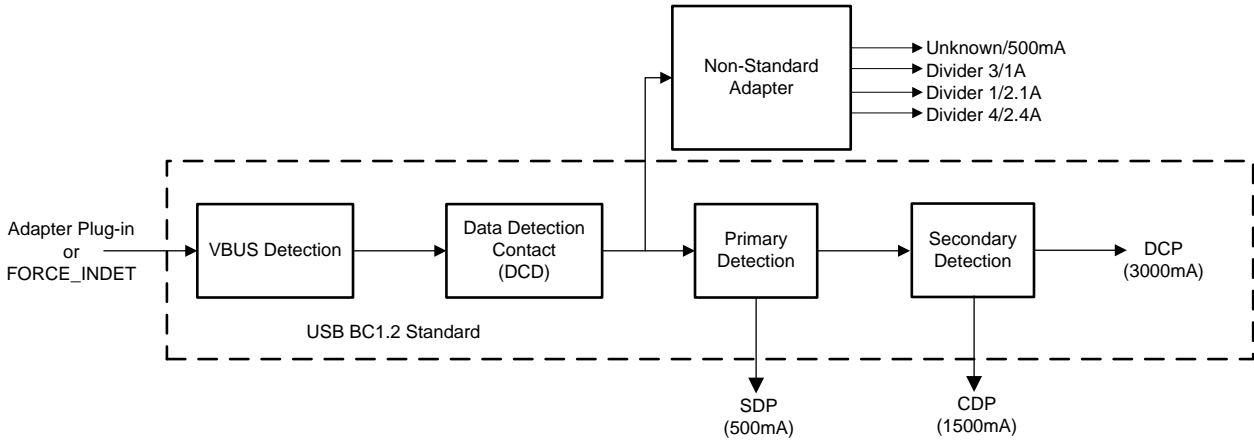 Non-Standard
Adapter
Unknown/500mA
Divider 3/1A
Divider 1/2.1A
Divider 4/2.4A
Adapter Plug-in
or
FORCE_INDET
VBUS Detection
Data Detection
Contact
(DCD)
Primary
Detection
Secondary
Detection
DCP
(3000mA)
USB BC1.2 Standard
SDP
(500mA)
CDP
(1500mA)